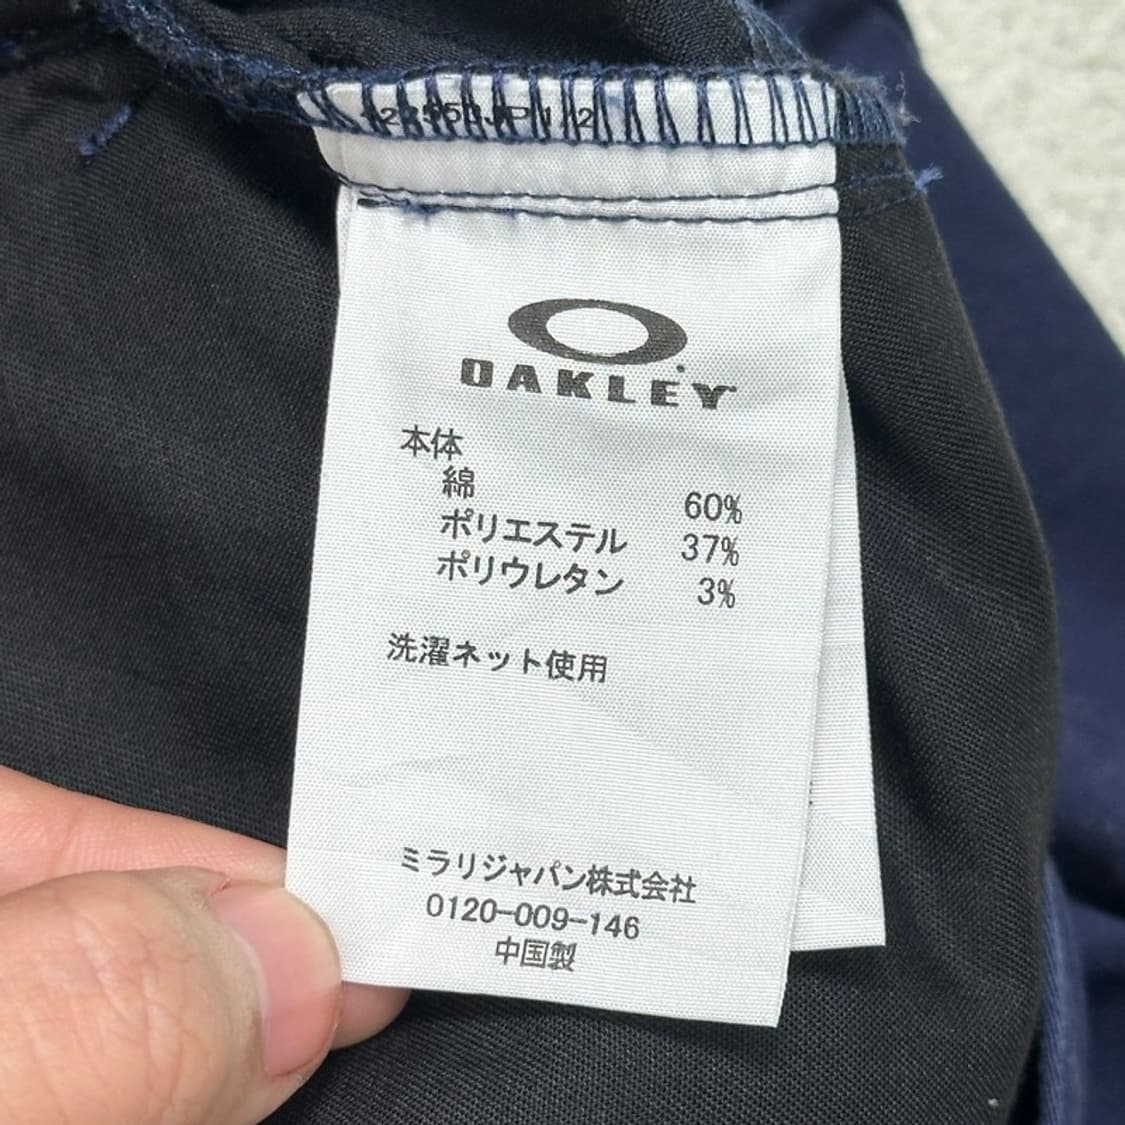 OAKLEY
本体
綿 60%
ポリエステル 37%
ポリウレタン 3%
洗濯ネット使用
ミラリジャパン株式会社
0120-009-146
中国製